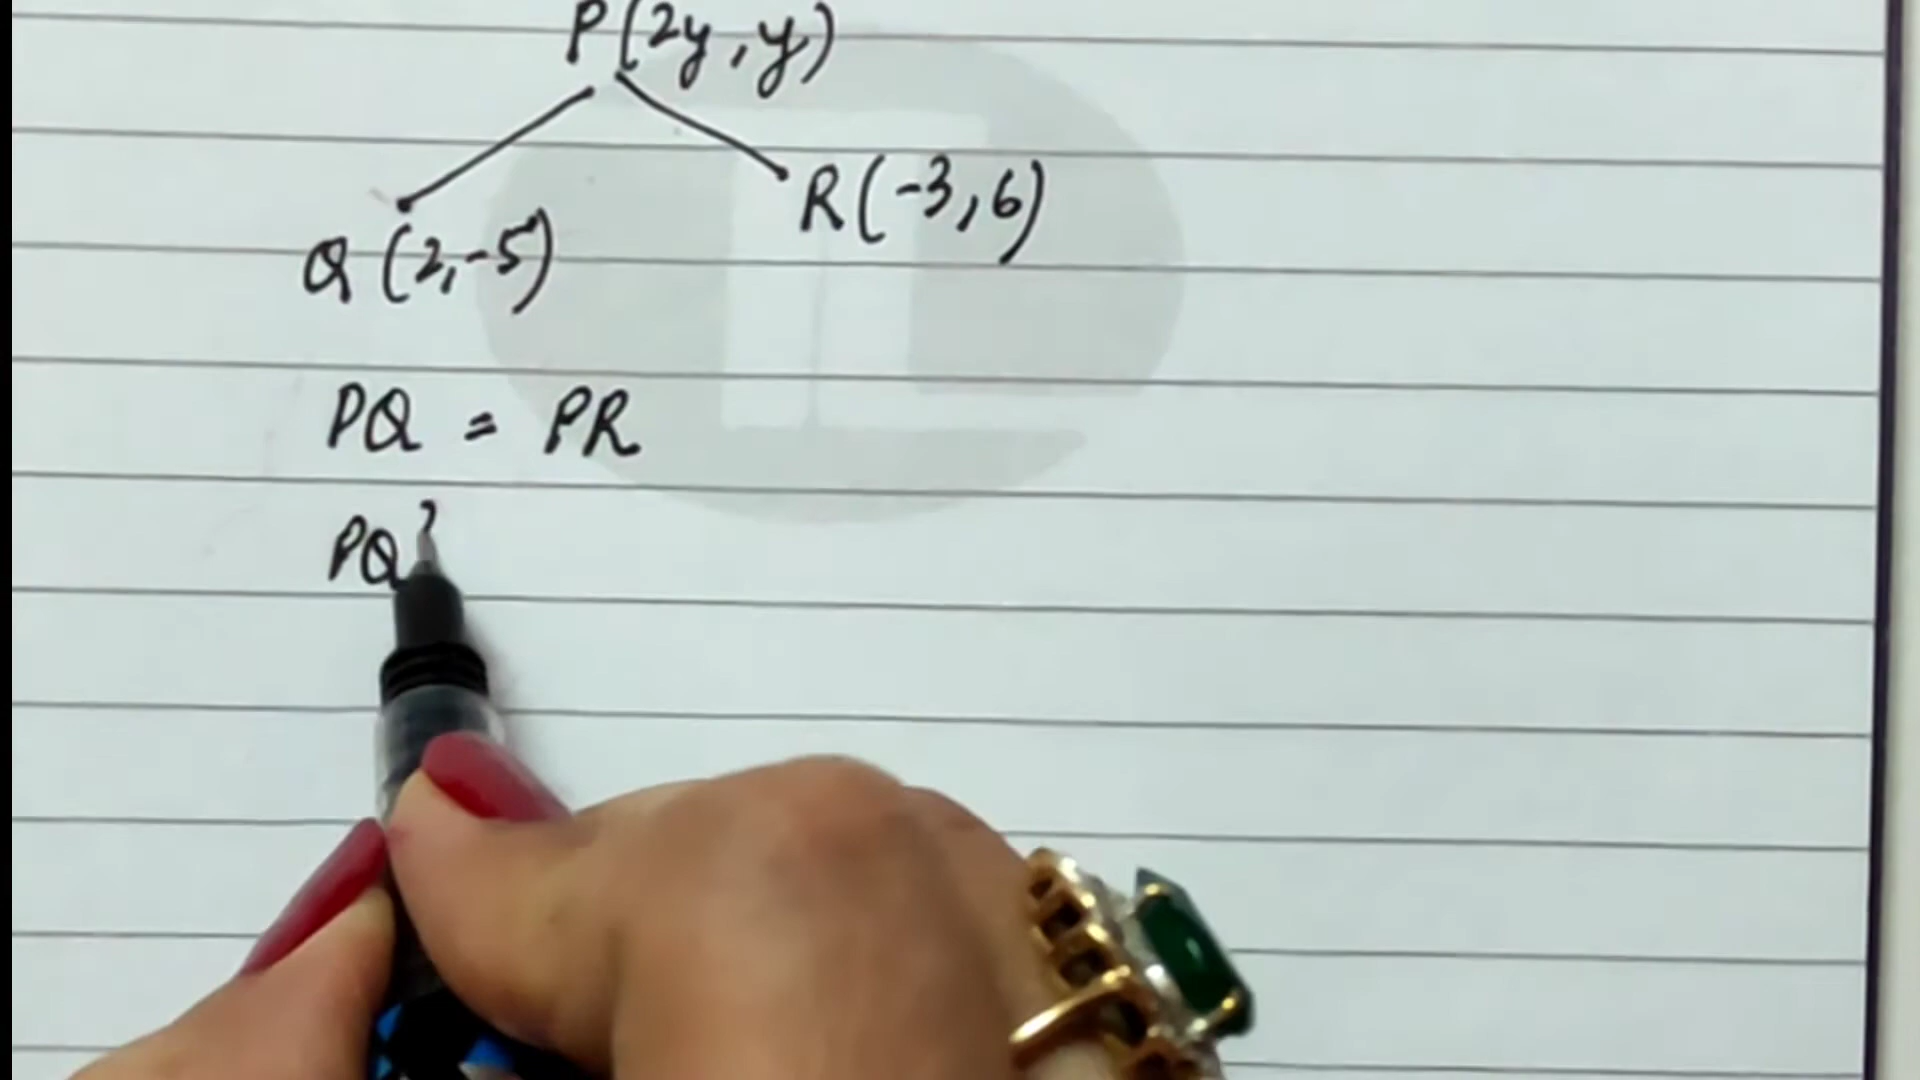 P(2y, y)
R(-3, 6)
Q(2, -5)
PQ = PR
PQ²